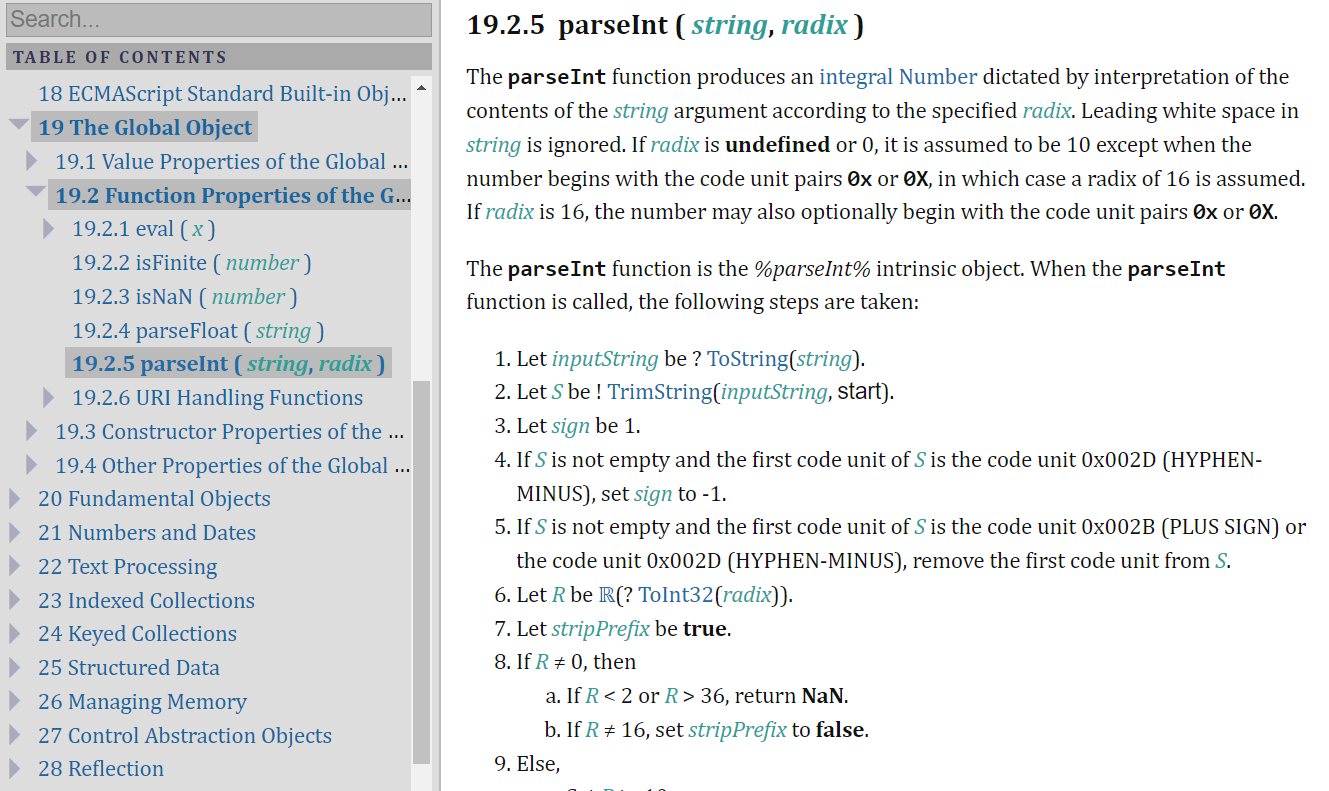 Search...
TABLE OF CONTENTS
18 ECMAScript Standard Built-in Obj...
19 The Global Object
19.1 Value Properties of the Global ...
19.2 Function Properties of the G...
19.2.1 eval ( x )
19.2.2 isFinite ( number )
19.2.3 isNaN ( number )
19.2.4 parseFloat ( string )
19.2.5 parseInt ( string, radix )
19.2.6 URI Handling Functions
19.3 Constructor Properties of the ...
19.4 Other Properties of the Global ...
20 Fundamental Objects
21 Numbers and Dates
22 Text Processing
23 Indexed Collections
24 Keyed Collections
25 Structured Data
26 Managing Memory
27 Control Abstraction Objects
28 Reflection
19.2.5 parseInt ( string, radix )
The parseInt function produces an integral Number dictated by interpretation of the
contents of the string argument according to the specified radix. Leading white space in
string is ignored. If radix is undefined or 0, it is assumed to be 10 except when the
number begins with the code unit pairs 0x or 0X, in which case a radix of 16 is assumed.
If radix is 16, the number may also optionally begin with the code unit pairs 0x or 0X.
The parseInt function is the %parseInt% intrinsic object. When the parseInt
function is called, the following steps are taken:
1. Let inputString be ? ToString(string).
2. Let S be ! TrimString(inputString, start).
3. Let sign be 1.
4. If S is not empty and the first code unit of S is the code unit 0x002D (HYPHEN-
MINUS), set sign to -1.
5. If S is not empty and the first code unit of S is the code unit 0x002B (PLUS SIGN) or
the code unit 0x002D (HYPHEN-MINUS), remove the first code unit from S.
6. Let R be ℝ(? ToInt32(radix)).
7. Let stripPrefix be true.
8. If R ≠ 0, then
a. If R < 2 or R > 36, return NaN.
b. If R ≠ 16, set stripPrefix to false.
9. Else,